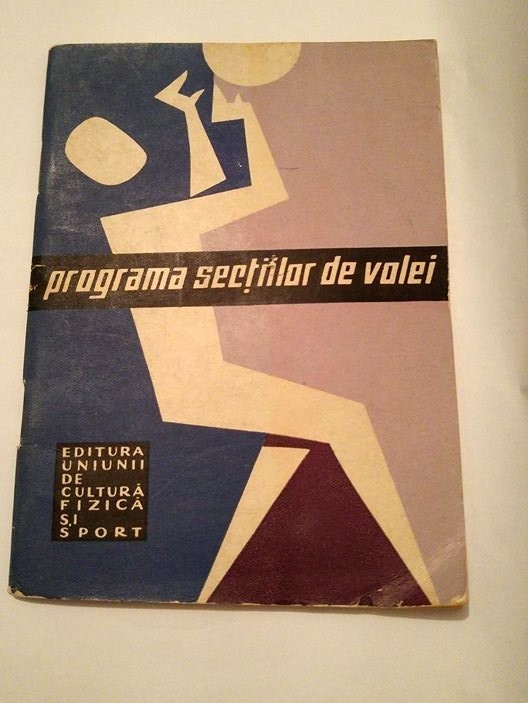 programa secțiilor de volei
EDITURA
UNIUNII
DE
CULTURĂ
FIZICĂ
ȘI
SPORT